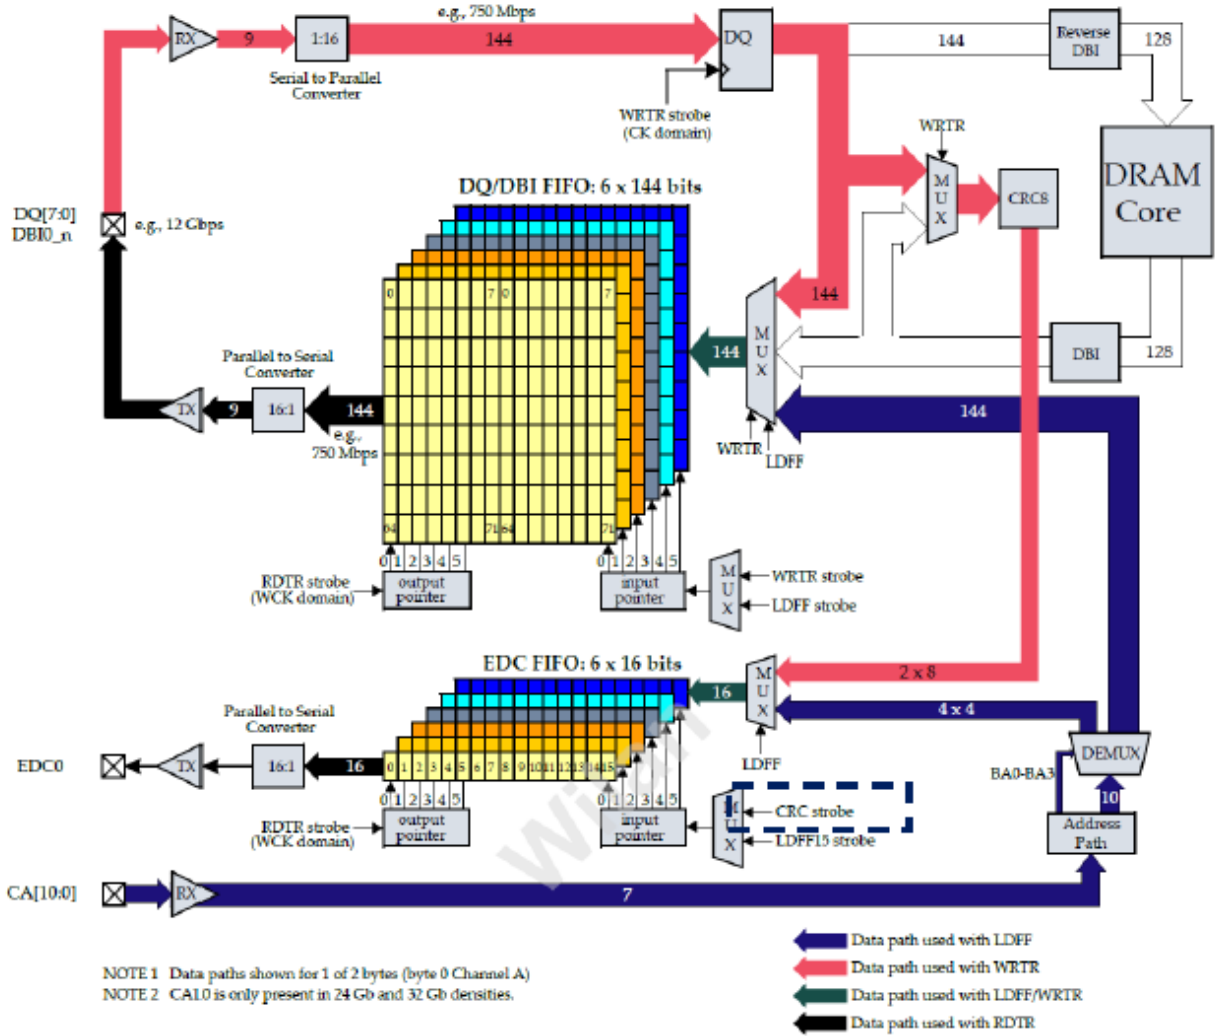 e.g., 750 Mbps
RX
9
1:16
144
DQ
144
Reverse
DBI
128
Serial to Parallel
Converter
WRTR strobe
(CK domain)
WRTR
DQ/DBI FIFO: 6 x 144 bits
MUX
CRC8
DRAM
Core
DQ[7:0]
DBI0_n
e.g., 12 Gbps
0 7 0 7
144
MUX
144
DBI
128
Parallel to Serial
Converter
TX
9
16:1
144
144
e.g.,
750 Mbps
WRTR
LDFF
64 71 64 71
0 1 2 3 4 5
0 1 2 3 4 5
RDTR strobe
(WCK domain)
output
pointer
input
pointer
MUX
WRTR strobe
LDFF strobe
EDC FIFO: 6 x 16 bits
16
MUX
2 x 8
4 x 4
Parallel to Serial
Converter
LDFF
DEMUX
EDC0
TX
16:1
16
0 1 2 3 4 5 6 7 8 9 10 11 12 13 14 15
BA0-BA3
10
0 1 2 3 4 5
0 1 2 3 4 5
RDTR strobe
(WCK domain)
output
pointer
input
pointer
MUX
CRC strobe
LDFF15 strobe
Address
Path
CA[10:0]
RX
7
Data path used with LDFF
Data path used with WRTR
Data path used with LDFF/WRTR
Data path used with RDTR
NOTE 1 Data paths shown for 1 of 2 bytes (byte 0 Channel A)
NOTE 2 CA10 is only present in 24 Gb and 32 Gb densities.